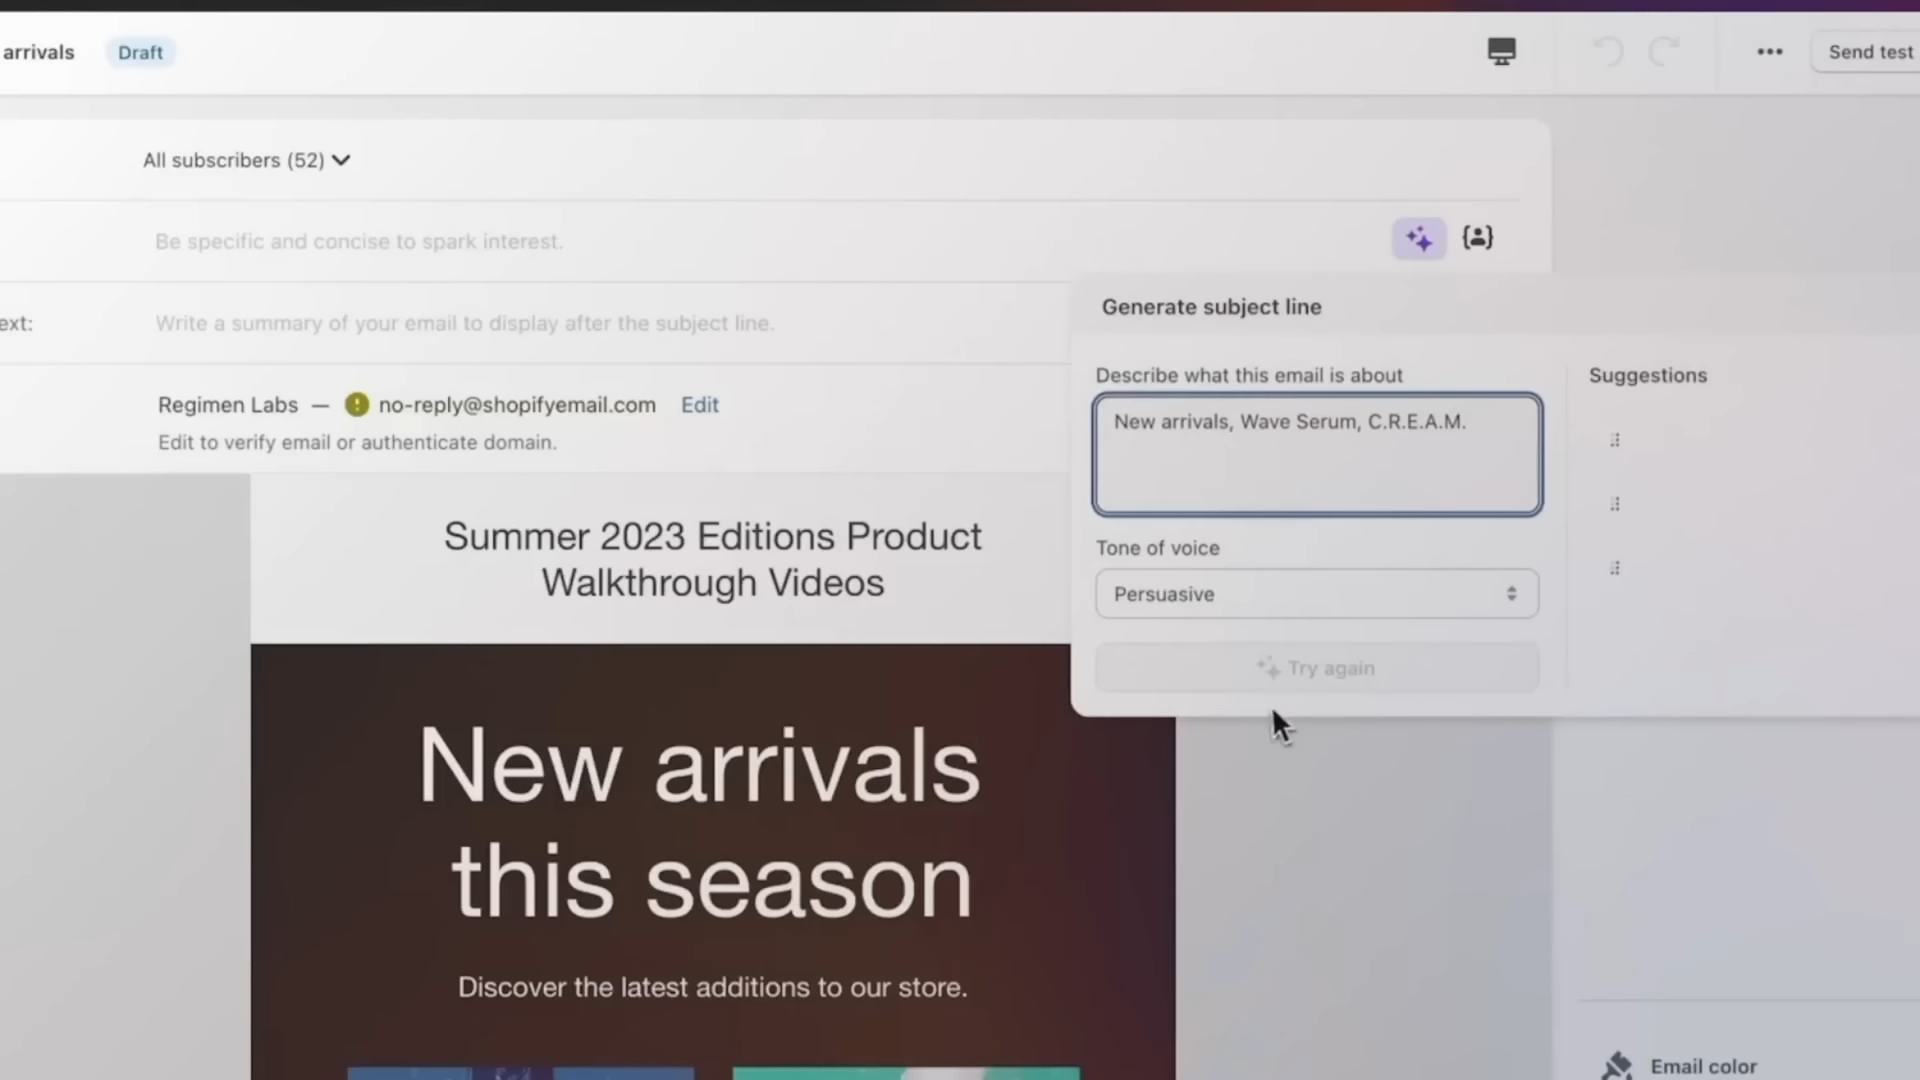 arrivals
Draft
Send test
All subscribers (52)
Be specific and concise to spark interest.
Generate subject line
ext:
Write a summary of your email to display after the subject line.
Describe what this email is about
Suggestions
New arrivals, Wave Serum, C.R.E.A.M.
Regimen Labs — no-reply@shopifyemail.com Edit
Edit to verify email or authenticate domain.
Tone of voice
Persuasive
Try again
Summer 2023 Editions Product
Walkthrough Videos
New arrivals
this season
Discover the latest additions to our store.
Email color